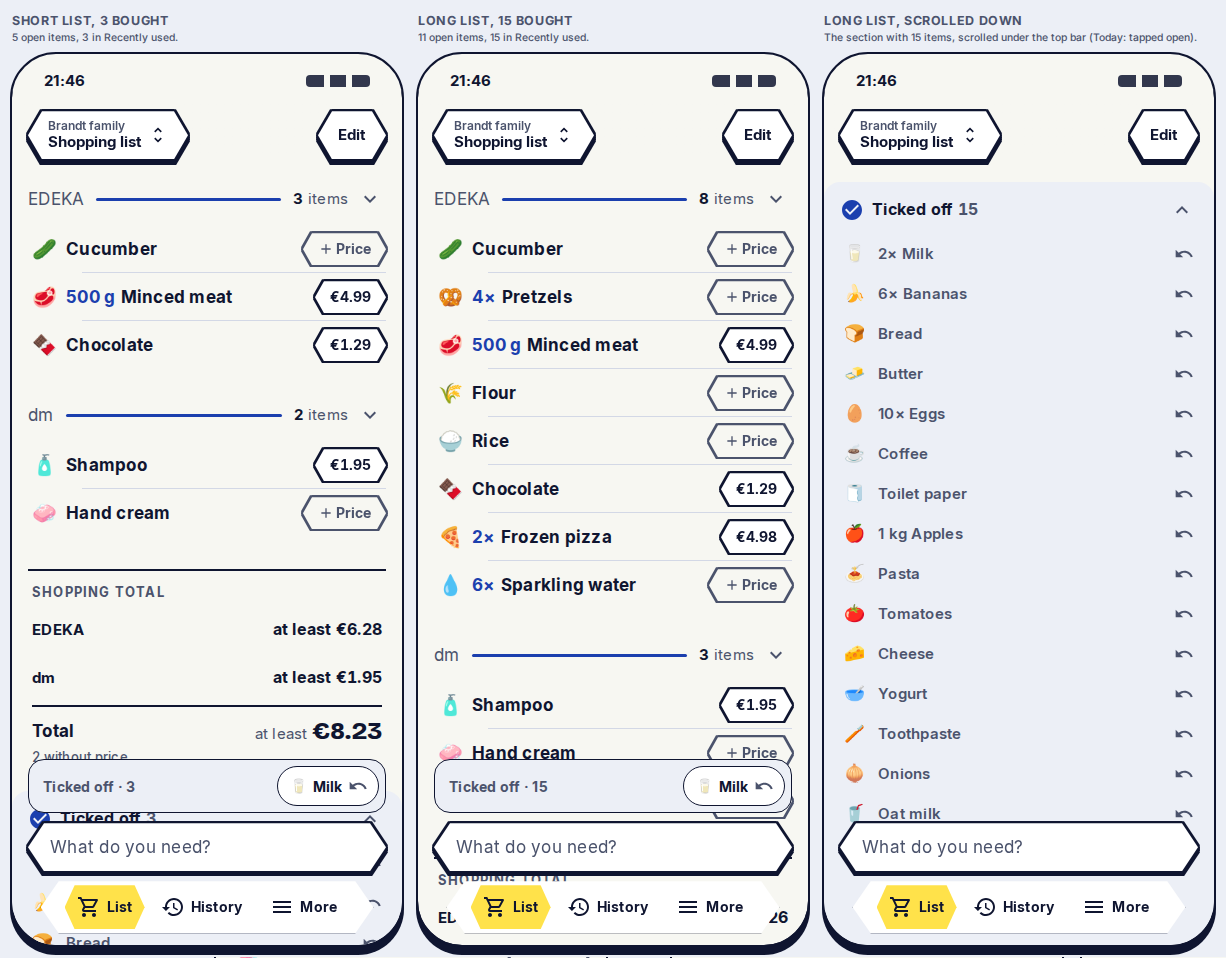 SHORT LIST, 3 BOUGHT
5 open items, 3 in Recently used.
21:46
Brandt family
Shopping list
Edit
EDEKA 3 items
Cucumber + Price
500 g Minced meat €4.99
Chocolate €1.29
dm 2 items
Shampoo €1.95
Hand cream + Price
SHOPPING TOTAL
EDEKA at least €6.28
dm at least €1.95
Total at least €8.23
2 without price
Ticked off · 3 Milk
Ticked off 3
What do you need?
List History More
Bread
LONG LIST, 15 BOUGHT
11 open items, 15 in Recently used.
21:46
Brandt family
Shopping list
Edit
EDEKA 8 items
Cucumber + Price
4× Pretzels + Price
500 g Minced meat €4.99
Flour + Price
Rice + Price
Chocolate €1.29
2× Frozen pizza €4.98
6× Sparkling water + Price
dm 3 items
Shampoo €1.95
Hand cream + Price
Ticked off · 15 Milk
What do you need?
SHOPPING TOTAL
List History More
LONG LIST, SCROLLED DOWN
The section with 15 items, scrolled under the top bar (Today: tapped open).
21:46
Brandt family
Shopping list
Edit
Ticked off 15
2× Milk
6× Bananas
Bread
Butter
10× Eggs
Coffee
Toilet paper
1 kg Apples
Pasta
Tomatoes
Cheese
Yogurt
Toothpaste
Onions
Oat milk
What do you need?
List History More